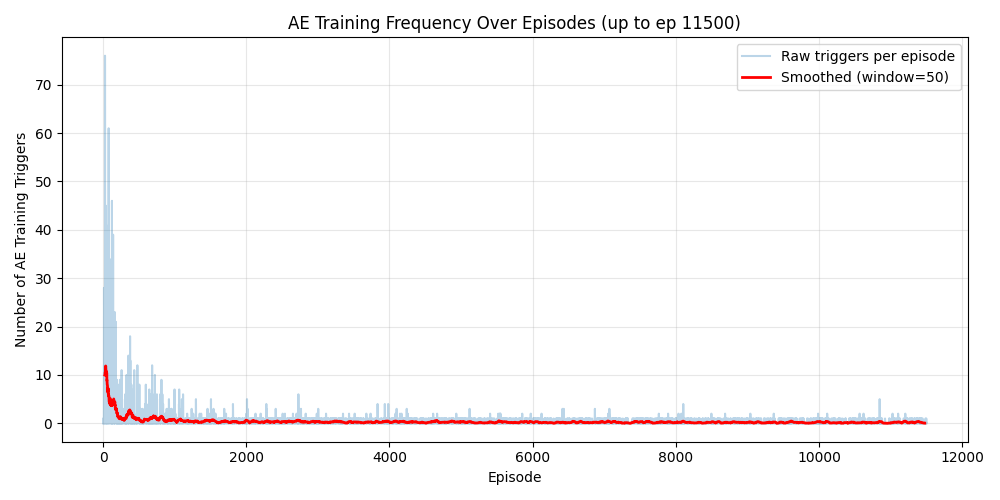 AE Training Frequency Over Episodes (up to ep 11500)
Raw triggers per episode
Smoothed (window=50)
Number of AE Training Triggers
70
60
50
40
30
20
10
0
0 2000 4000 6000 8000 10000 12000
Episode